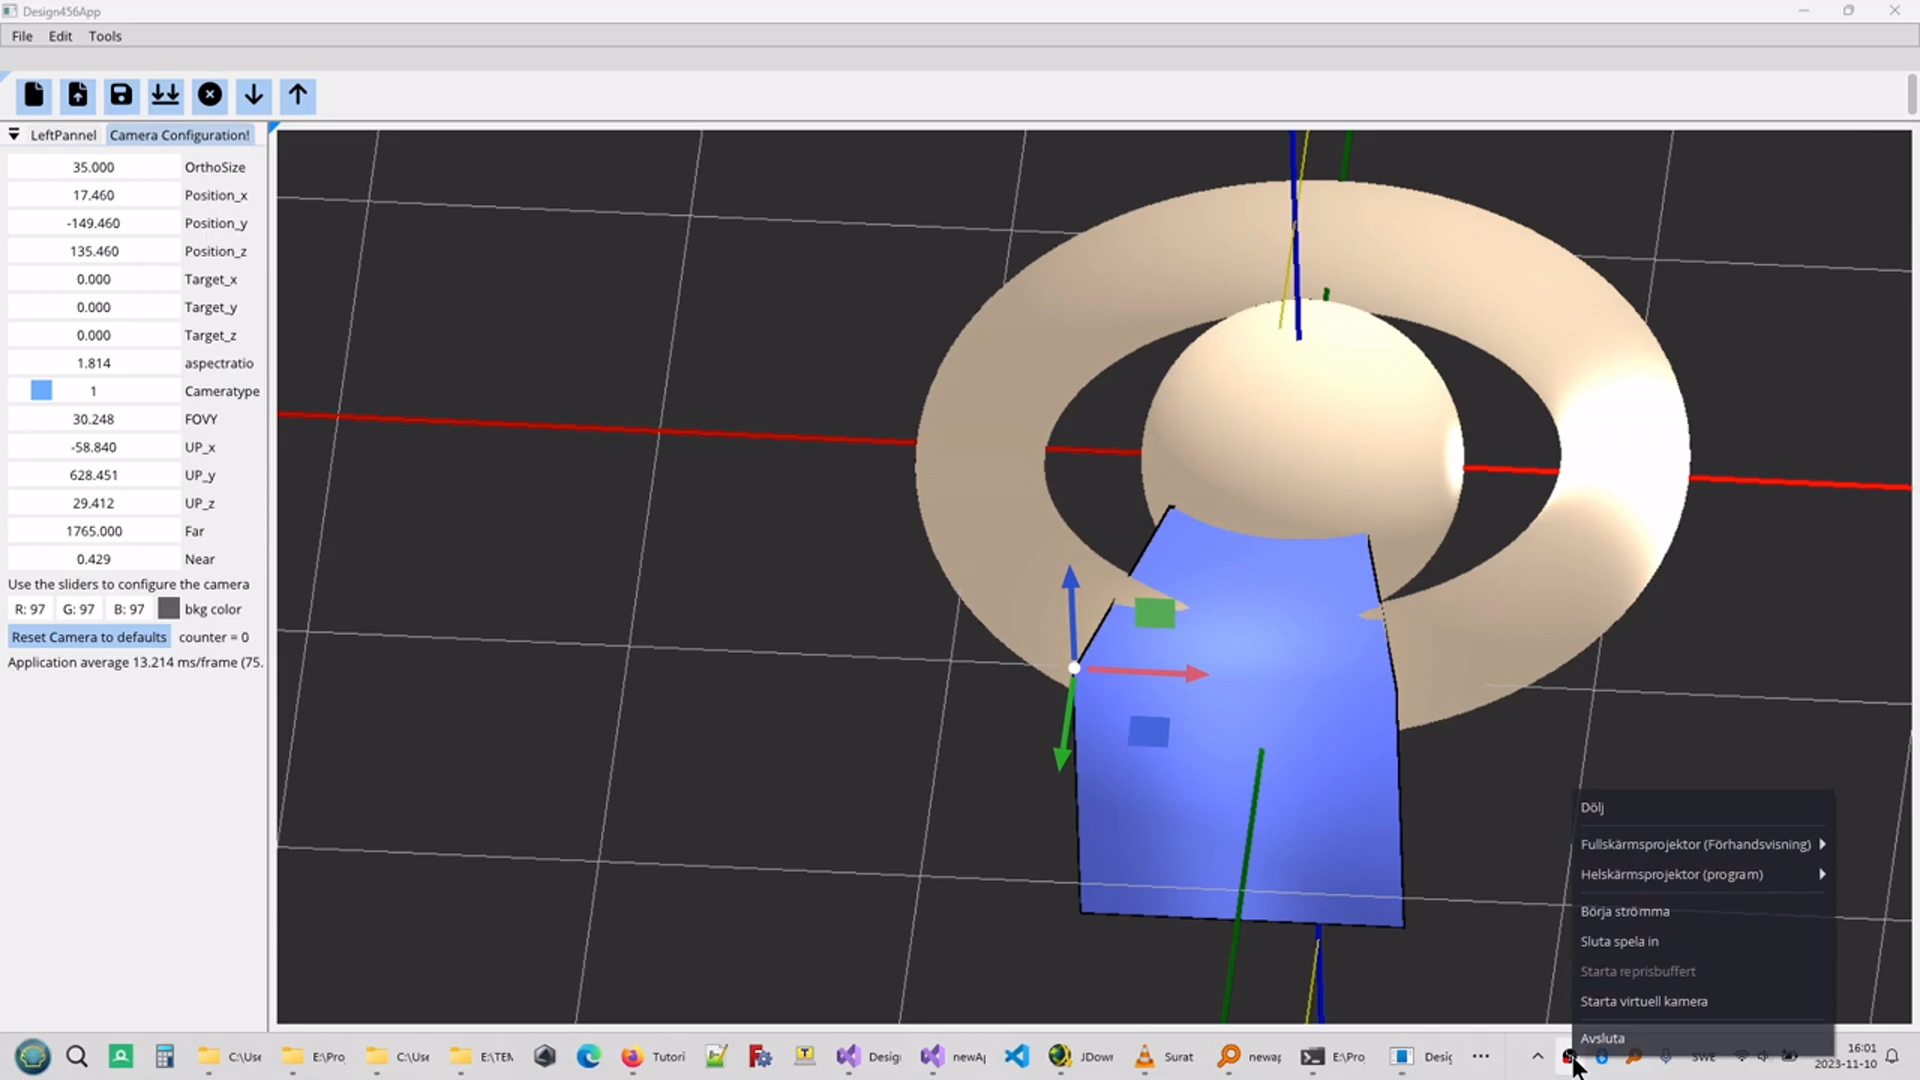 Design456App
File Edit Tools
LeftPannel Camera Configuration!
35.000 OrthoSize
17.460 Position_x
-149.460 Position_y
135.460 Position_z
0.000 Target_x
0.000 Target_y
0.000 Target_z
1.814 aspectratio
1 Cameratype
30.248 FOVY
-58.840 UP_x
628.451 UP_y
29.412 UP_z
1765.000 Far
0.429 Near
Use the sliders to configure the camera
R: 97 G: 97 B: 97 bkg color
Reset Camera to defaults counter = 0
Application average 13.214 ms/frame (75.
Dölj
Fullskärmsprojektor (Förhandsvisning)
Helskärmsprojektor (program)
Börja strömma
Sluta spela in
Starta reprisbuffert
Starta virtuell kamera
Avsluta
C:\Use E:\Pro C:\Use E:\TEM Tutori Desig newA JDow Surat newa E:\Pro Desig SWE 16:01
2023-11-10